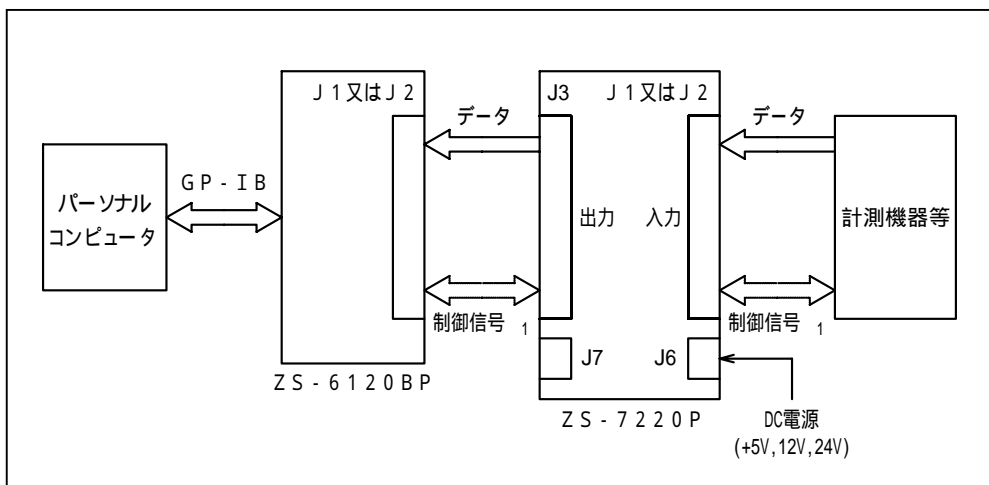 パーソナル
コンピュータ
GP-IB
J1又はJ2
データ
制御信号 1
ZS-6120BP
J3
J1又はJ2
出力
入力
J7
J6
ZS-7220P
データ
制御信号 1
計測機器等
DC電源
(+5V,12V,24V)